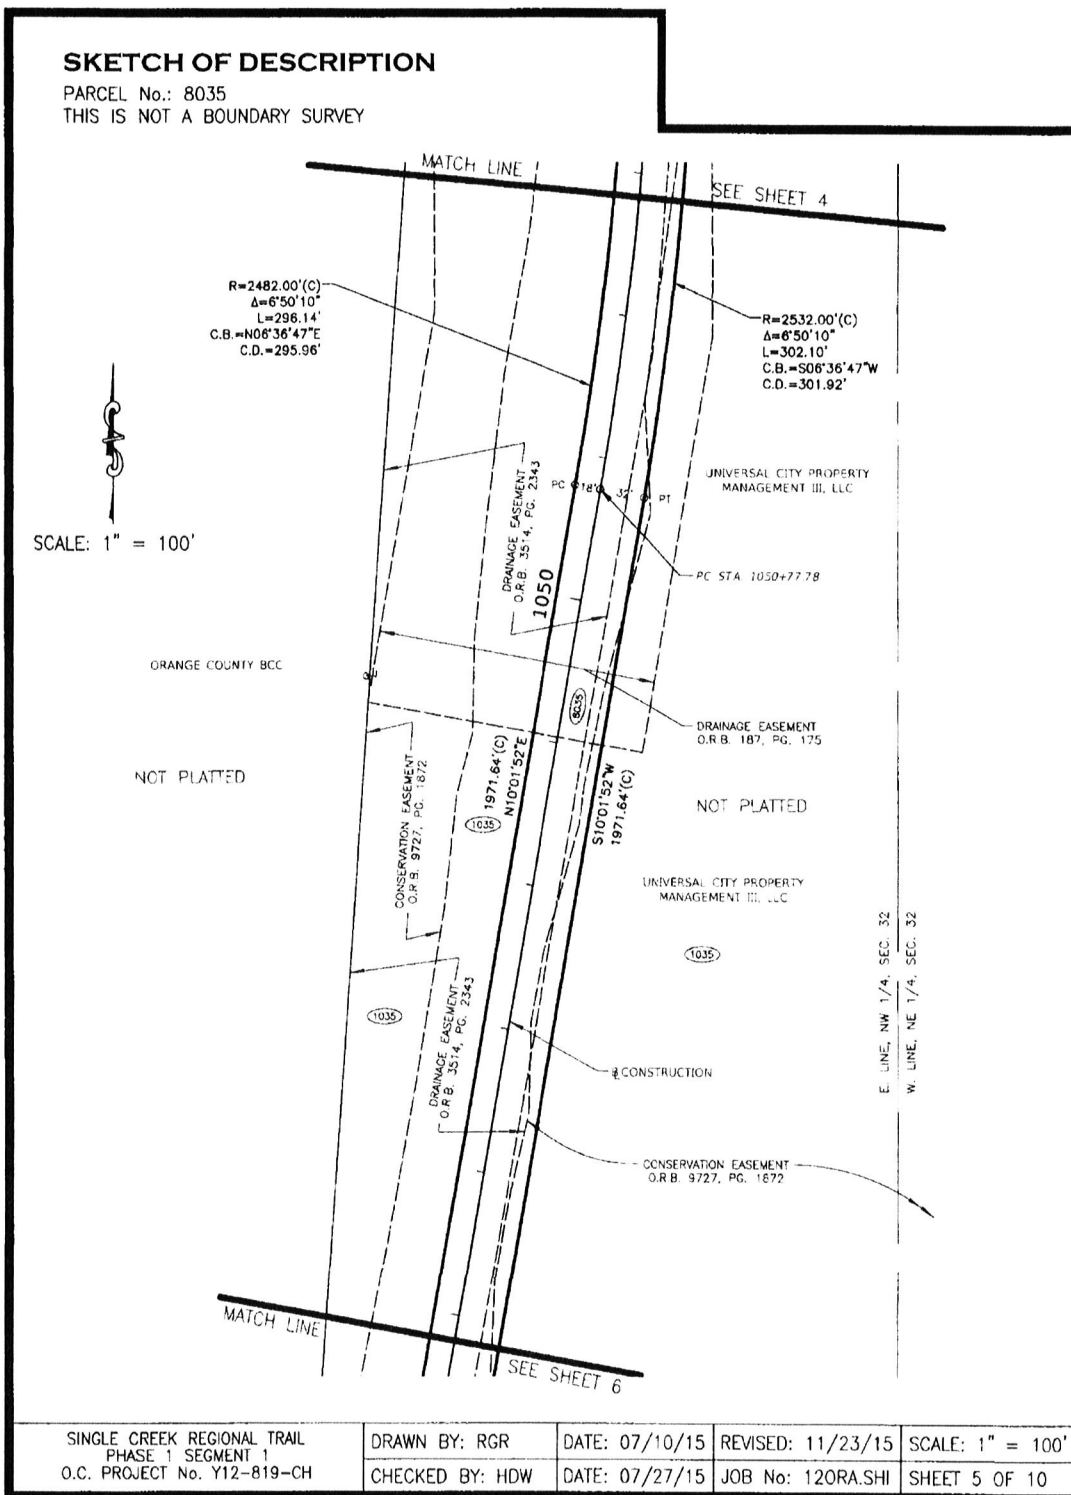 SKETCH OF DESCRIPTION
PARCEL No.: 8035
THIS IS NOT A BOUNDARY SURVEY
MATCH LINE
SEE SHEET 4
R=2482.00'(C)
Δ=6°50'10"
L=296.14'
C.B.=N06°36'47"E
C.D.=295.96'
R=2532.00'(C)
Δ=6°50'10"
L=302.10'
C.B.=S06°36'47"W
C.D.=301.92'
SCALE: 1" = 100'
DRAINAGE EASEMENT
O.R.B. 3514, PG. 2343
1050
PC
18'
32'
PT
UNIVERSAL CITY PROPERTY
MANAGEMENT III, LLC
PC STA. 1050+77.78
ORANGE COUNTY BCC
8035
DRAINAGE EASEMENT
O.R.B. 187, PG. 175
NOT PLATTED
CONSERVATION EASEMENT
O.R.B. 9727, PG. 1872
1971.64'(C)
N10°01'52"E
1035
S10°01'52"W
1971.64'(C)
NOT PLATTED
UNIVERSAL CITY PROPERTY
MANAGEMENT III, LLC
1035
E. LINE, NW 1/4, SEC. 32
W. LINE, NE 1/4, SEC. 32
1035
DRAINAGE EASEMENT
O.R.B. 3514, PG. 2343
℄ CONSTRUCTION
CONSERVATION EASEMENT
O.R.B. 9727, PG. 1872
MATCH LINE
SEE SHEET 6
SINGLE CREEK REGIONAL TRAIL
PHASE 1 SEGMENT 1
O.C. PROJECT No. Y12-819-CH
DRAWN BY: RGR
DATE: 07/10/15
REVISED: 11/23/15
SCALE: 1" = 100'
CHECKED BY: HDW
DATE: 07/27/15
JOB No: 120RA.SHI
SHEET 5 OF 10